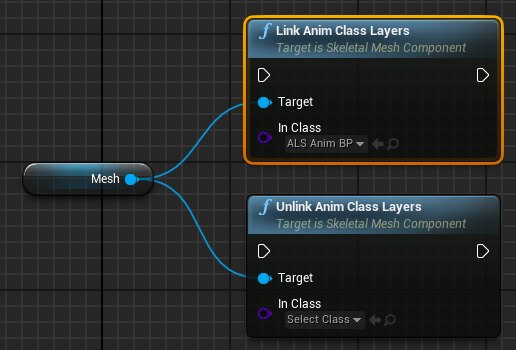 Link Anim Class Layers
Target is Skeletal Mesh Component
Target
In Class
ALS Anim BP
Mesh
Unlink Anim Class Layers
Target is Skeletal Mesh Component
Target
In Class
Select Class